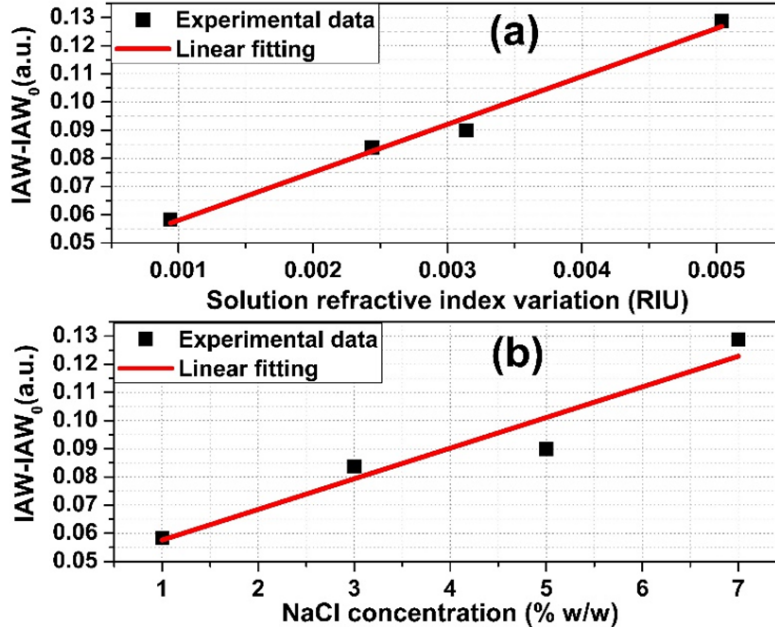 0.13
0.12
0.11
0.10
0.09
0.08
0.07
0.06
0.05
IAW-IAW₀(a.u.)
Experimental data
Linear fitting
(a)
0.001 0.002 0.003 0.004 0.005
Solution refractive index variation (RIU)
0.13
0.12
0.11
0.10
0.09
0.08
0.07
0.06
0.05
IAW-IAW₀(a.u.)
Experimental data
Linear fitting
(b)
1 2 3 4 5 6 7
NaCl concentration (% w/w)